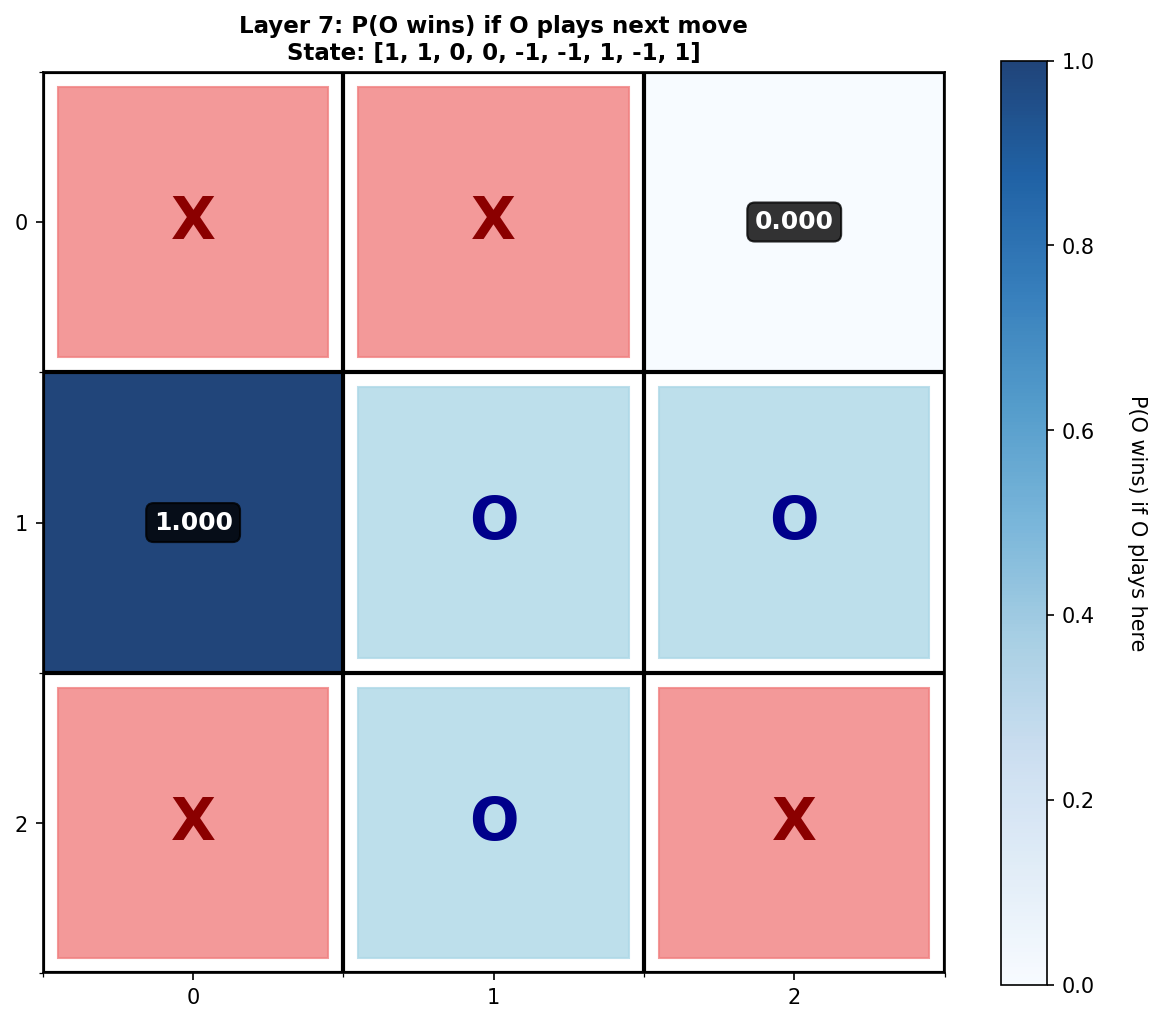 Layer 7: P(O wins) if O plays next move
State: [1, 1, 0, 0, -1, -1, 1, -1, 1]
X X 0.000
1.000 O O
X O X
0
1
2
0 1 2
1.0
0.8
0.6
0.4
0.2
0.0
P(O wins) if O plays here